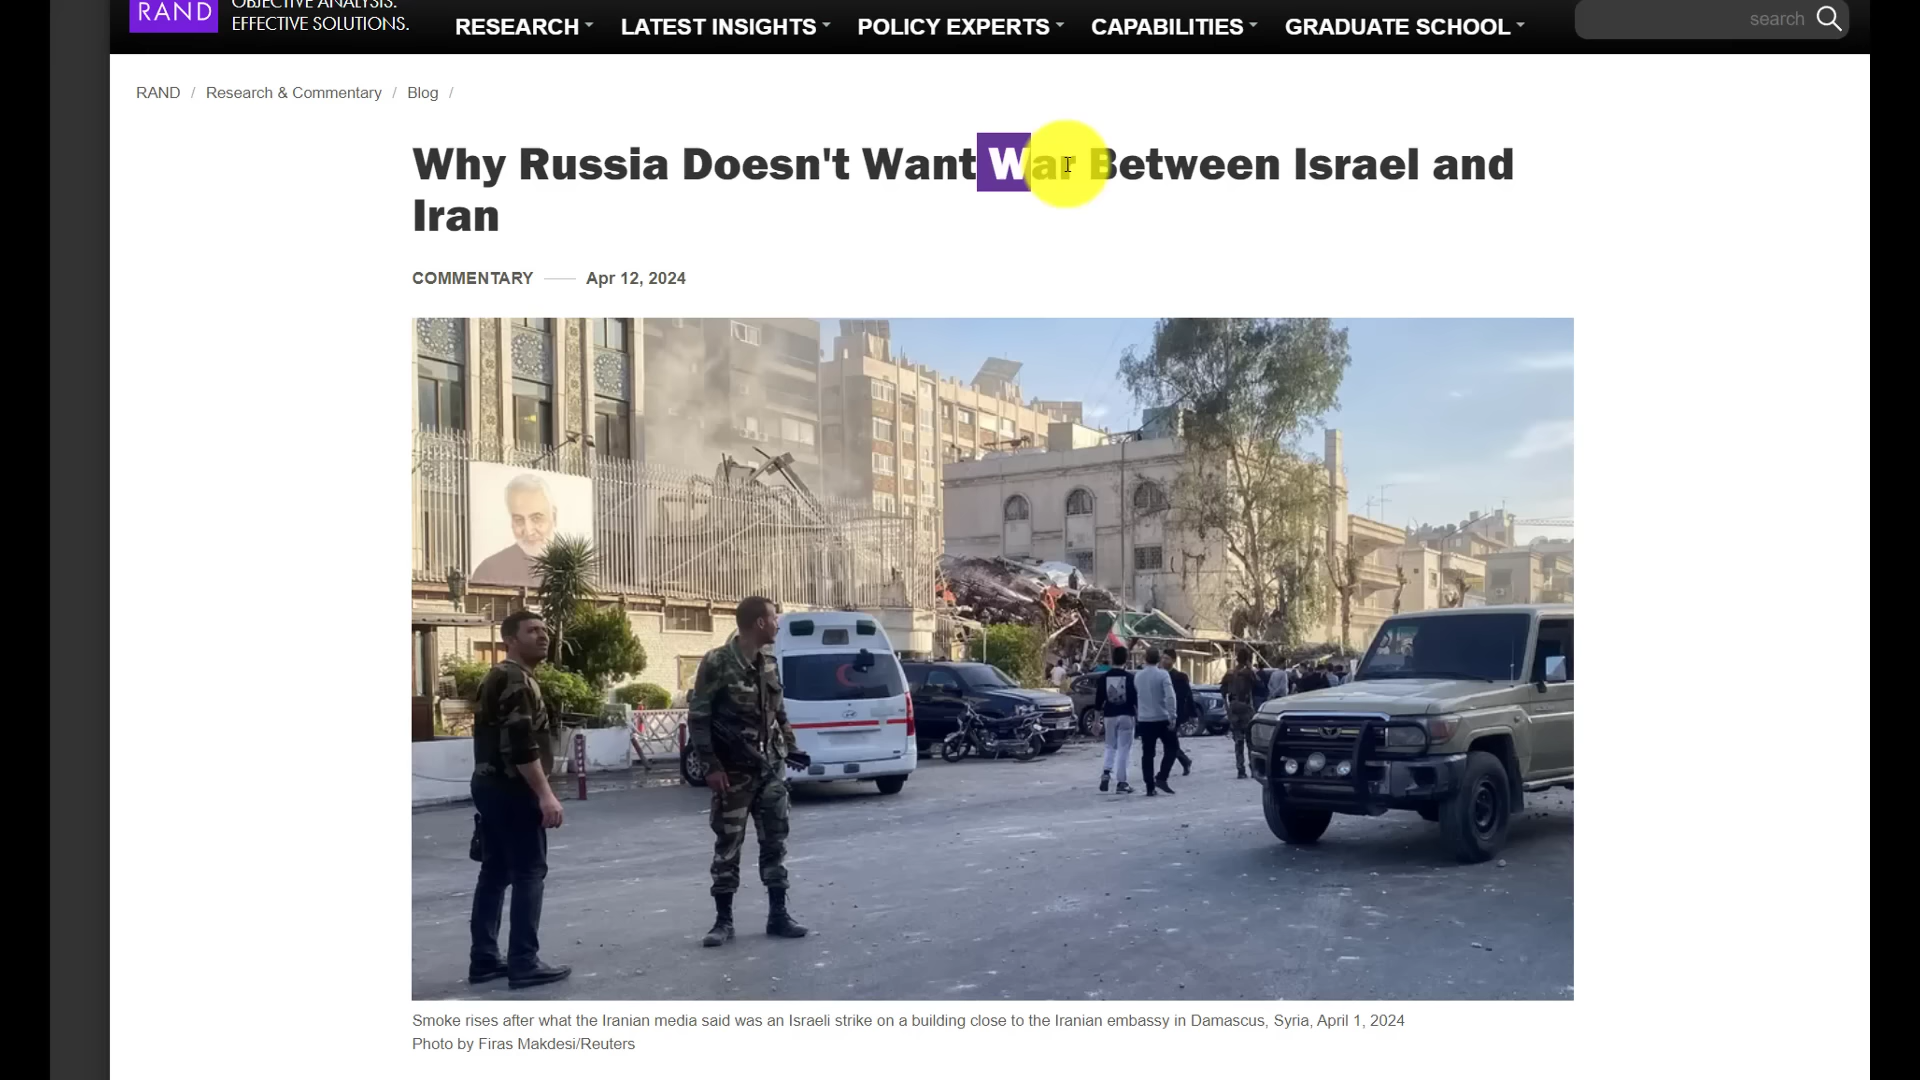 RAND
OBJECTIVE ANALYSIS.
EFFECTIVE SOLUTIONS.
RESEARCH
LATEST INSIGHTS
POLICY EXPERTS
CAPABILITIES
GRADUATE SCHOOL
search
RAND / Research & Commentary / Blog /
Why Russia Doesn't Want War Between Israel and
Iran
COMMENTARY — Apr 12, 2024
Smoke rises after what the Iranian media said was an Israeli strike on a building close to the Iranian embassy in Damascus, Syria, April 1, 2024
Photo by Firas Makdesi/Reuters